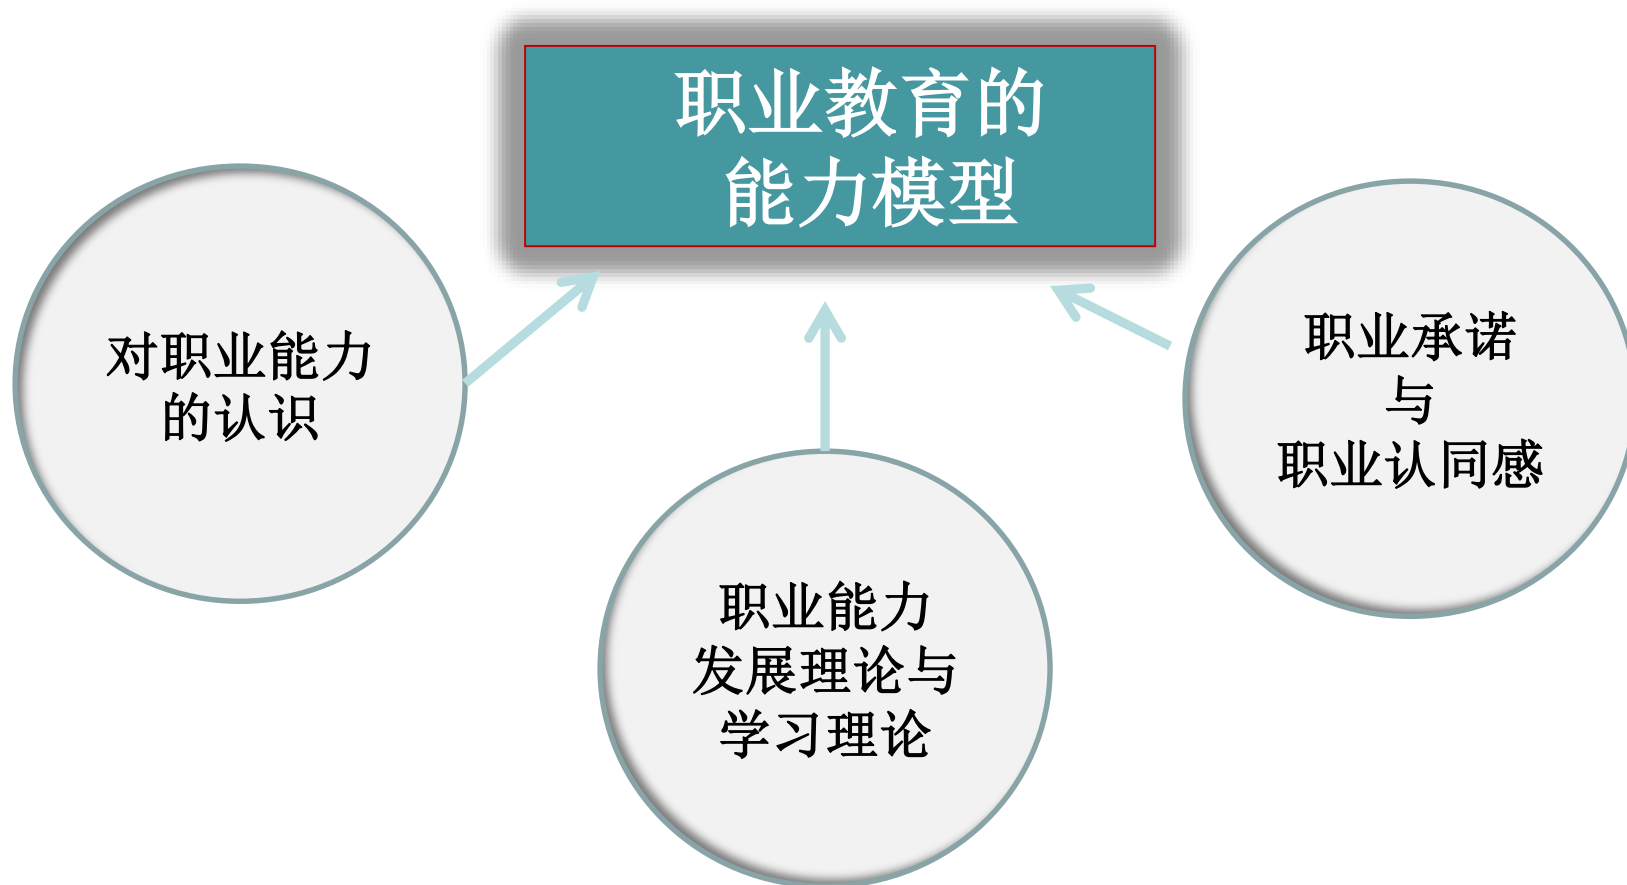 职业教育的
能力模型
对职业能力
的认识
职业能力
发展理论与
学习理论
职业承诺
与
职业认同感